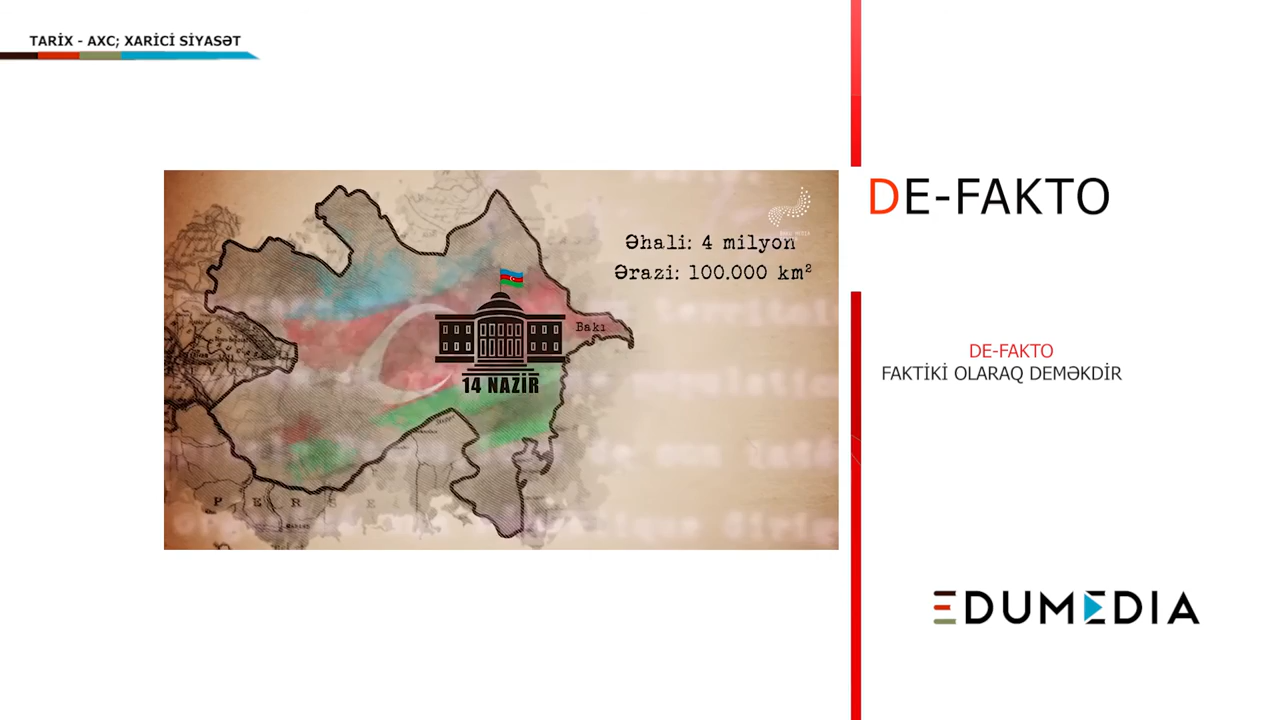 TARİX - AXC; XARİCİ SİYASƏT
DE-FAKTO
Əhali: 4 milyon
Ərazi: 100.000 km²
Bakı
14 NAZİR
PERSE
DE-FAKTO
FAKTİKİ OLARAQ DEMƏKDİR
EDUMEDIA